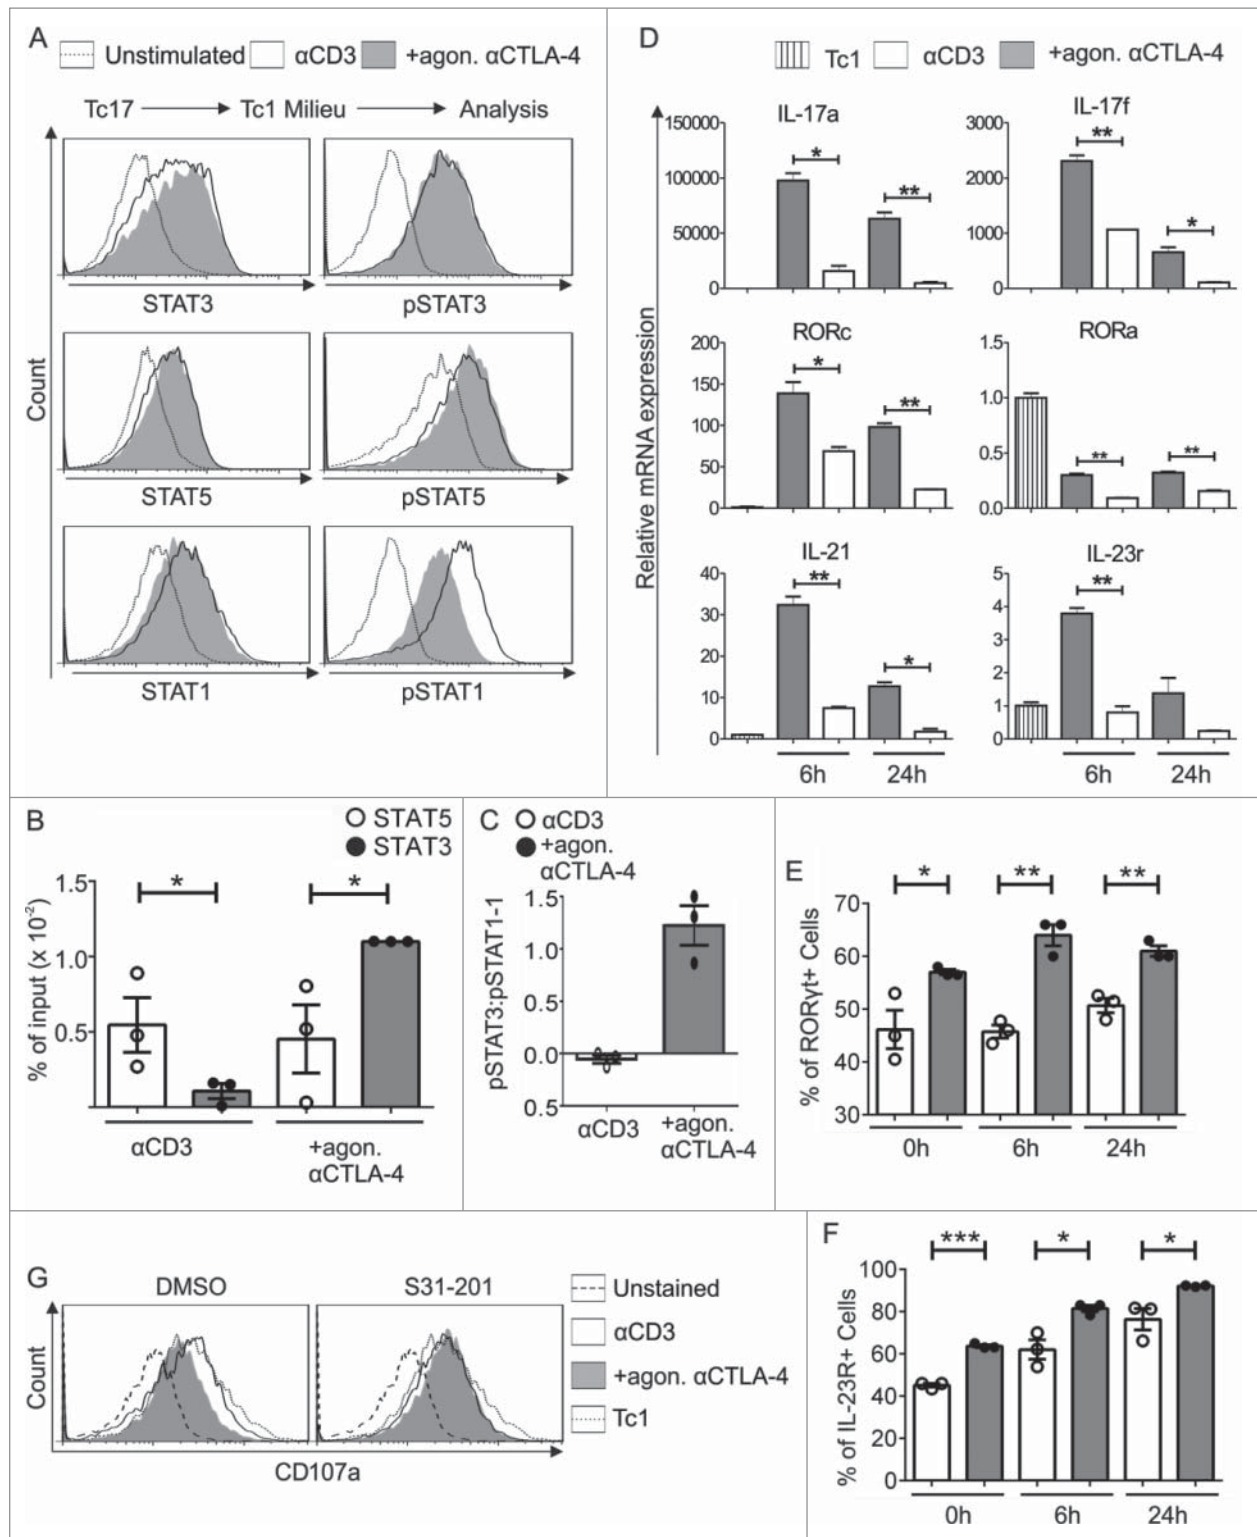 A
Unstimulated αCD3 +agon. αCTLA-4
Tc17 Tc1 Milieu Analysis
Count
STAT3 pSTAT3
STAT5 pSTAT5
STAT1 pSTAT1
D
Tc1 αCD3 +agon. αCTLA-4
Relative mRNA expression
IL-17a
150000
100000
50000
0
* **
IL-17f
3000
2000
1000
0
** *
RORc
200
150
100
50
0
* **
RORa
1.5
1.0
0.5
0.0
** **
IL-21
40
30
20
10
0
** *
6h 24h
IL-23r
5
4
3
2
1
0
**
6h 24h
B
STAT5
STAT3
% of input (x 10⁻²)
1.5
1.0
0.5
* *
αCD3 +agon.
αCTLA-4
C
αCD3
+agon.
αCTLA-4
pSTAT3:pSTAT1-1
1.5
1.0
0.5
0.0
0.5
αCD3 +agon.
αCTLA-4
E
% of RORγt+ Cells
70
60
50
40
30
* ** **
0h 6h 24h
G
DMSO S31-201
Count
CD107a
Unstained
αCD3
+agon. αCTLA-4
Tc1
F
% of IL-23R+ Cells
100
80
60
40
20
0
*** * *
0h 6h 24h